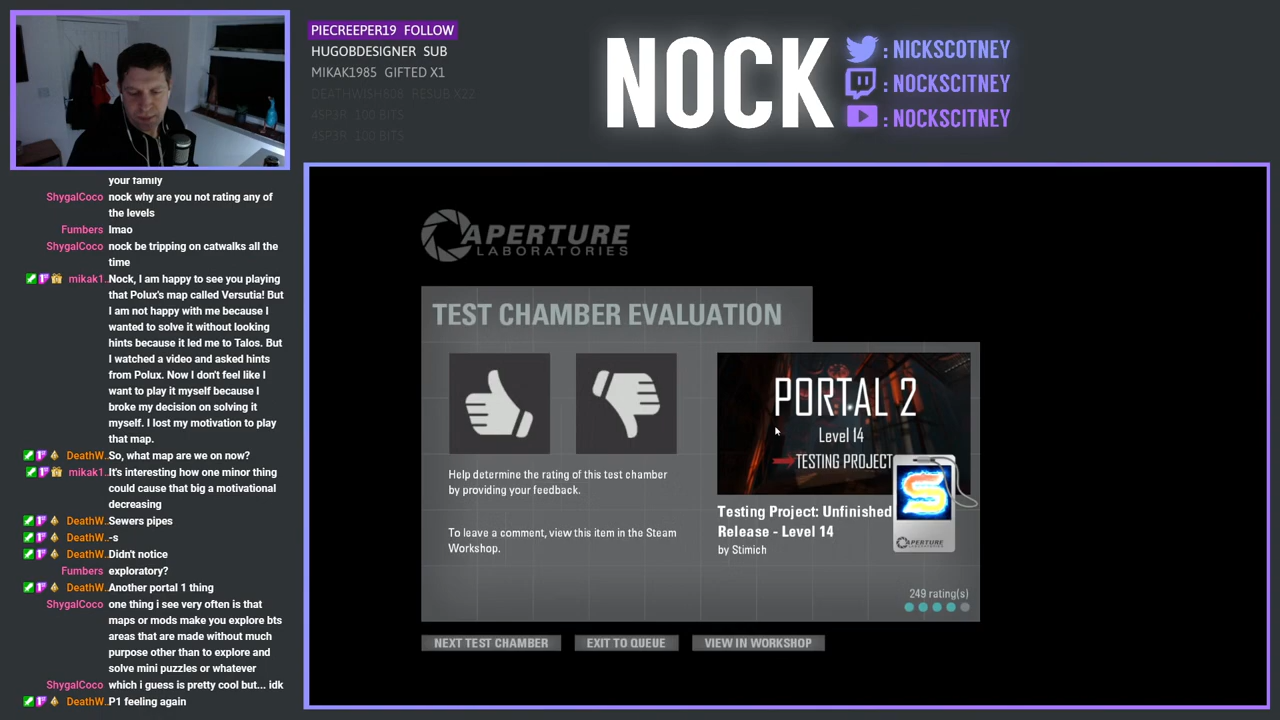 PIECREEPER19 FOLLOW
HUGOBDESIGNER SUB
MIKAK1985 GIFTED X1
DEATHWISH808 RESUB X22
4SP3R 100 BITS
4SP3R 100 BITS
NOCK
: NICKSCOTNEY
: NOCKSCITNEY
: NOCKSCITNEY
your family
ShygalCoco nock why are you not rating any of
the levels
Fumbers lmao
ShygalCoco nock be tripping on catwalks all the
time
mikak1.. Nock, I am happy to see you playing
that Polux's map called Versutia! But
I am not happy with me because I
wanted to solve it without looking
hints because it led me to Talos. But
I watched a video and asked hints
from Polux. Now I don't feel like I
want to play it myself because I
broke my decision on solving it
myself. I lost my motivation to play
that map.
DeathW.. So, what map are we on now?
mikak1.. It's interesting how one minor thing
could cause that big a motivational
decreasing
DeathW.. Sewers pipes
DeathW.. -s
DeathW.. Didn't notice
Fumbers exploratory?
DeathW.. Another portal 1 thing
ShygalCoco one thing i see very often is that
maps or mods make you explore bts
areas that are made without much
purpose other than to explore and
solve mini puzzles or whatever
ShygalCoco which i guess is pretty cool but... idk
DeathW.. P1 feeling again
APERTURE
LABORATORIES
TEST CHAMBER EVALUATION
Help determine the rating of this test chamber
by providing your feedback.
To leave a comment, view this item in the Steam
Workshop.
PORTAL 2
Level 14
TESTING PROJECT
Testing Project: Unfinished
Release - Level 14
by Stimich
S
APERTURE
249 rating(s)
NEXT TEST CHAMBER
EXIT TO QUEUE
VIEW IN WORKSHOP